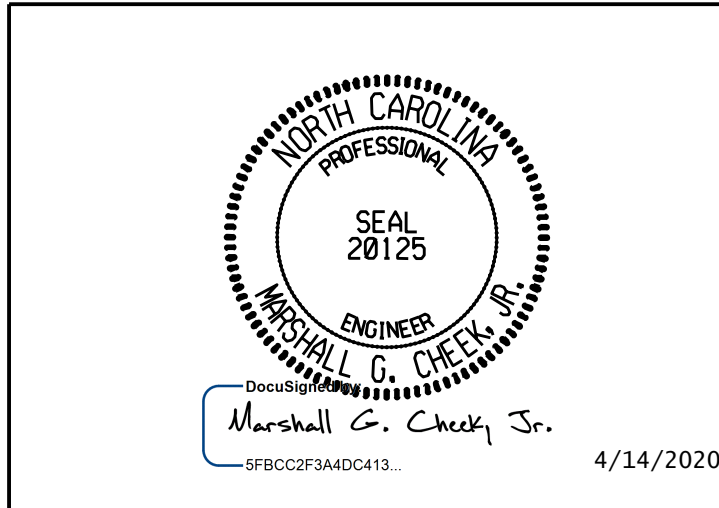 NORTH CAROLINA
PROFESSIONAL
SEAL
20125
ENGINEER
MARSHALL G. CHEEK, JR.
DocuSigned by:
Marshall G. Cheek, Jr.
5FBCC2F3A4DC413...
4/14/2020